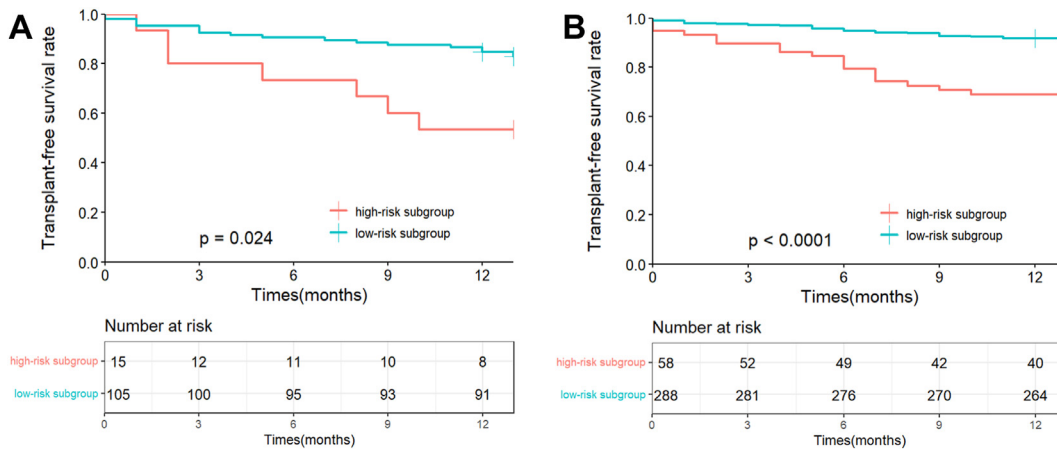 A
Transplant-free survival rate
1.0
0.8
0.6
0.4
0.2
0.0
high-risk subgroup
low-risk subgroup
p = 0.024
0 3 6 9 12
Times(months)
Number at risk
high-risk subgroup 15 12 11 10 8
low-risk subgroup 105 100 95 93 91
0 3 6 9 12
Times(months)
B
Transplant-free survival rate
1.0
0.8
0.6
0.4
0.2
0.0
high-risk subgroup
low-risk subgroup
p < 0.0001
0 3 6 9 12
Times(months)
Number at risk
high-risk subgroup 58 52 49 42 40
low-risk subgroup 288 281 276 270 264
0 3 6 9 12
Times(months)